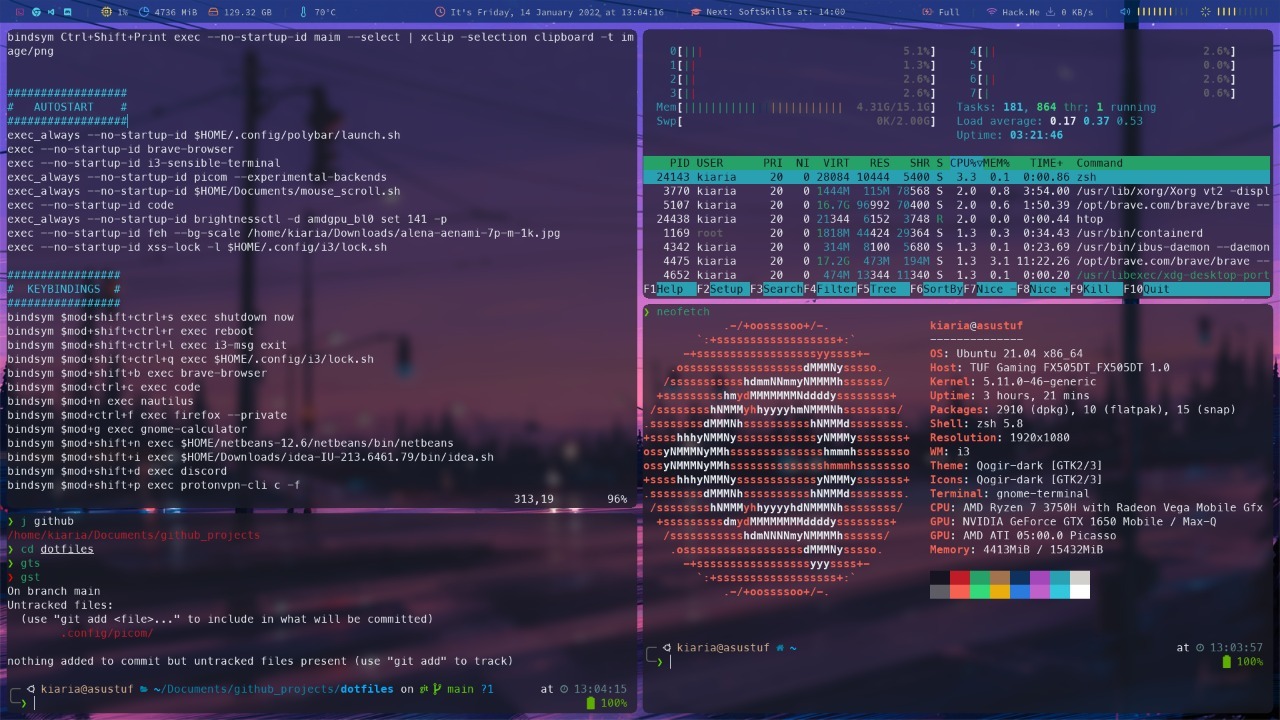 1% 4736 MiB 129.32 GB 70°C It's Friday, 14 January 2022 at 13:04:16 Next: SoftSkills at: 14:00 Full Hack.Me 0 KB/s
bindsym Ctrl+Shift+Print exec --no-startup-id maim --select | xclip -selection clipboard -t im
age/png
##################
#   AUTOSTART    #
##################
exec_always --no-startup-id $HOME/.config/polybar/launch.sh
exec --no-startup-id brave-browser
exec --no-startup-id i3-sensible-terminal
exec_always --no-startup-id picom --experimental-backends
exec_always --no-startup-id $HOME/Documents/mouse_scroll.sh
exec --no-startup-id code
exec_always --no-startup-id brightnessctl -d amdgpu_bl0 set 141 -p
exec --no-startup-id feh --bg-scale /home/kiaria/Downloads/alena-aenami-7p-m-1k.jpg
exec --no-startup-id xss-lock -l $HOME/.config/i3/lock.sh
#################
#  KEYBINDINGS  #
#################
bindsym $mod+shift+ctrl+s exec shutdown now
bindsym $mod+shift+ctrl+r exec reboot
bindsym $mod+shift+ctrl+l exec i3-msg exit
bindsym $mod+shift+ctrl+q exec $HOME/.config/i3/lock.sh
bindsym $mod+shift+b exec brave-browser
bindsym $mod+ctrl+c exec code
bindsym $mod+n exec nautilus
bindsym $mod+ctrl+f exec firefox --private
bindsym $mod+g exec gnome-calculator
bindsym $mod+shift+n exec $HOME/netbeans-12.6/netbeans/bin/netbeans
bindsym $mod+shift+i exec $HOME/Downloads/idea-IU-213.6461.79/bin/idea.sh
bindsym $mod+shift+d exec discord
bindsym $mod+shift+p exec protonvpn-cli c -f
313,19 96%
❯ j github
/home/kiaria/Documents/github_projects
❯ cd dotfiles
❯ gts
❯ gst
On branch main
Untracked files:
(use "git add <file>..." to include in what will be committed)
.config/picom/
nothing added to commit but untracked files present (use "git add" to track)
kiaria@asustuf ~/Documents/github_projects/dotfiles on main ?1 at 13:04:15
❯ 100%
0[||| 5.1%] 4[|| 2.6%]
1[|| 1.3%] 5[ 0.0%]
2[|| 2.6%] 6[|| 2.6%]
3[|| 2.6%] 7[| 0.6%]
Mem[|||||||||||||||||||||| 4.31G/15.1G] Tasks: 181, 864 thr; 1 running
Swp[ 0K/2.00G] Load average: 0.17 0.37 0.53
Uptime: 03:21:46
PID USER PRI NI VIRT RES SHR S CPU%▽MEM% TIME+ Command
24143 kiaria 20 0 28084 10444 5400 S 3.3 0.1 0:00.86 zsh
3770 kiaria 20 0 1444M 115M 78568 S 2.0 0.8 3:54.00 /usr/lib/xorg/Xorg vt2 -displ
5107 kiaria 20 0 16.7G 96992 70400 S 2.0 0.6 1:50.39 /opt/brave.com/brave/brave --
24438 kiaria 20 0 21344 6152 3748 R 2.0 0.0 0:00.44 htop
1169 root 20 0 1818M 44424 29364 S 1.3 0.3 0:34.43 /usr/bin/containerd
4342 kiaria 20 0 314M 8100 5680 S 1.3 0.1 0:23.69 /usr/bin/ibus-daemon --daemon
4475 kiaria 20 0 17.2G 473M 194M S 1.3 3.1 11:22.26 /opt/brave.com/brave/brave --
4652 kiaria 20 0 474M 13344 11340 S 1.3 0.1 0:00.20 /usr/libexec/xdg-desktop-port
F1Help F2Setup F3SearchF4FilterF5Tree F6SortByF7Nice -F8Nice +F9Kill F10Quit
❯ neofetch
kiaria@asustuf
--------------
OS: Ubuntu 21.04 x86_64
Host: TUF Gaming FX505DT_FX505DT 1.0
Kernel: 5.11.0-46-generic
Uptime: 3 hours, 21 mins
Packages: 2910 (dpkg), 10 (flatpak), 15 (snap)
Shell: zsh 5.8
Resolution: 1920x1080
WM: i3
Theme: Qogir-dark [GTK2/3]
Icons: Qogir-dark [GTK2/3]
Terminal: gnome-terminal
CPU: AMD Ryzen 7 3750H with Radeon Vega Mobile Gfx
GPU: NVIDIA GeForce GTX 1650 Mobile / Max-Q
GPU: AMD ATI 05:00.0 Picasso
Memory: 4413MiB / 15432MiB
kiaria@asustuf ~ at 13:03:57
❯ 100%